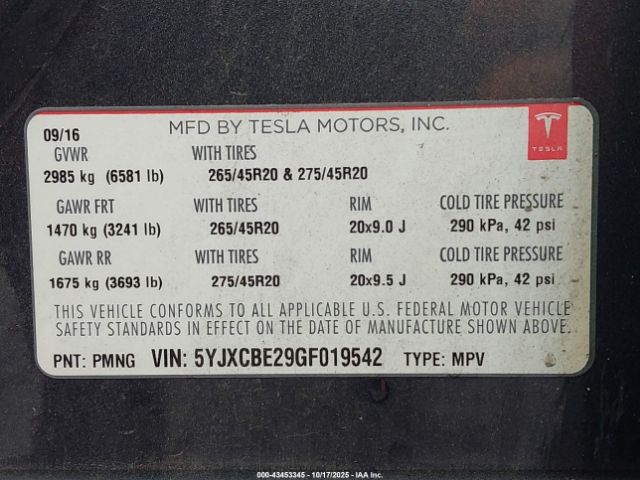 09/16 MFD BY TESLA MOTORS, INC.
TESLA
GVWR WITH TIRES
2985 kg (6581 lb) 265/45R20 & 275/45R20
GAWR FRT WITH TIRES RIM COLD TIRE PRESSURE
1470 kg (3241 lb) 265/45R20 20x9.0 J 290 kPa, 42 psi
GAWR RR WITH TIRES RIM COLD TIRE PRESSURE
1675 kg (3693 lb) 275/45R20 20x9.5 J 290 kPa, 42 psi
THIS VEHICLE CONFORMS TO ALL APPLICABLE U.S. FEDERAL MOTOR VEHICLE
SAFETY STANDARDS IN EFFECT ON THE DATE OF MANUFACTURE SHOWN ABOVE.
PNT: PMNG VIN: 5YJXCBE29GF019542 TYPE: MPV
000-43453345 - 10/17/2025 - IAA Inc.